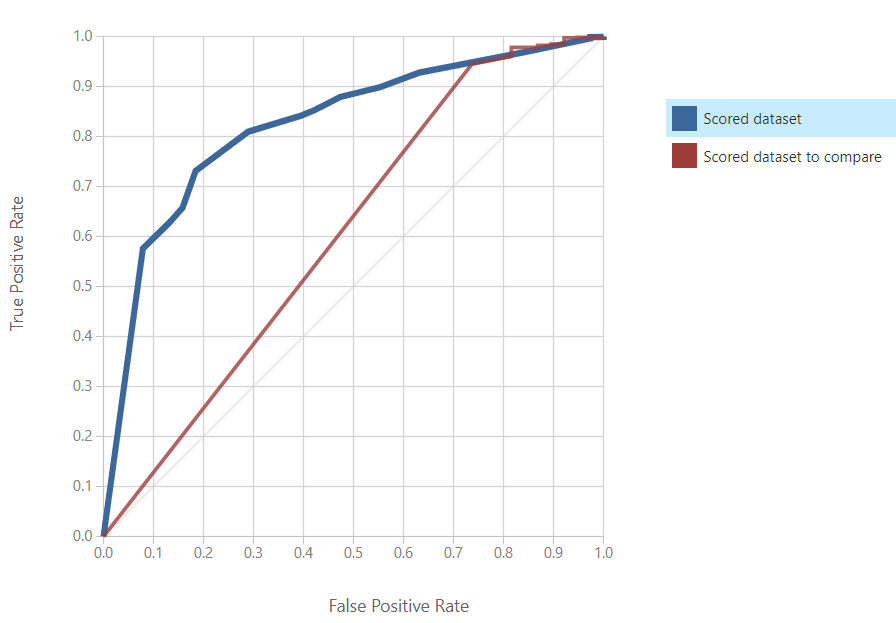 1.0
0.9
0.8
0.7
0.6
0.5
0.4
0.3
0.2
0.1
0.0
0.0 0.1 0.2 0.3 0.4 0.5 0.6 0.7 0.8 0.9 1.0
True Positive Rate
False Positive Rate
Scored dataset
Scored dataset to compare